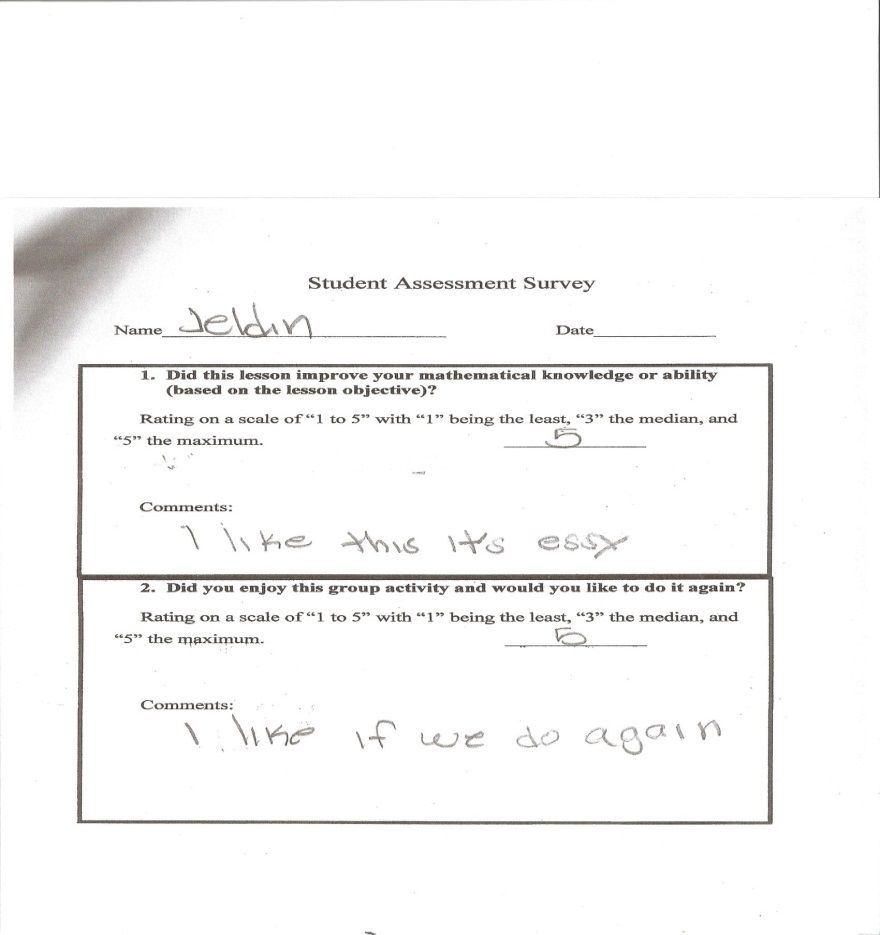 Student Assessment Survey
Name Jeldin Date
1. Did this lesson improve your mathematical knowledge or ability
(based on the lesson objective)?
Rating on a scale of “1 to 5” with “1” being the least, “3” the median, and
“5” the maximum. 5
Comments:
I like this it's essy
2. Did you enjoy this group activity and would you like to do it again?
Rating on a scale of “1 to 5” with “1” being the least, “3” the median, and
“5” the maximum. 5
Comments:
I like if we do again